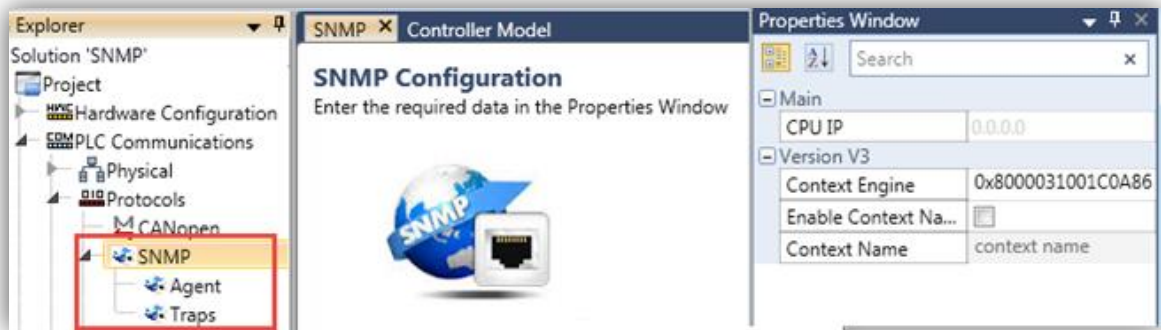 Explorer
Solution 'SNMP'
Project
Hardware Configuration
PLC Communications
Physical
Protocols
CANopen
SNMP
Agent
Traps
SNMP × Controller Model
SNMP Configuration
Enter the required data in the Properties Window
SNMP
Properties Window
Search
Main
CPU IP 0.0.0.0
Version V3
Context Engine 0x8000031001C0A86
Enable Context Na...
Context Name context name